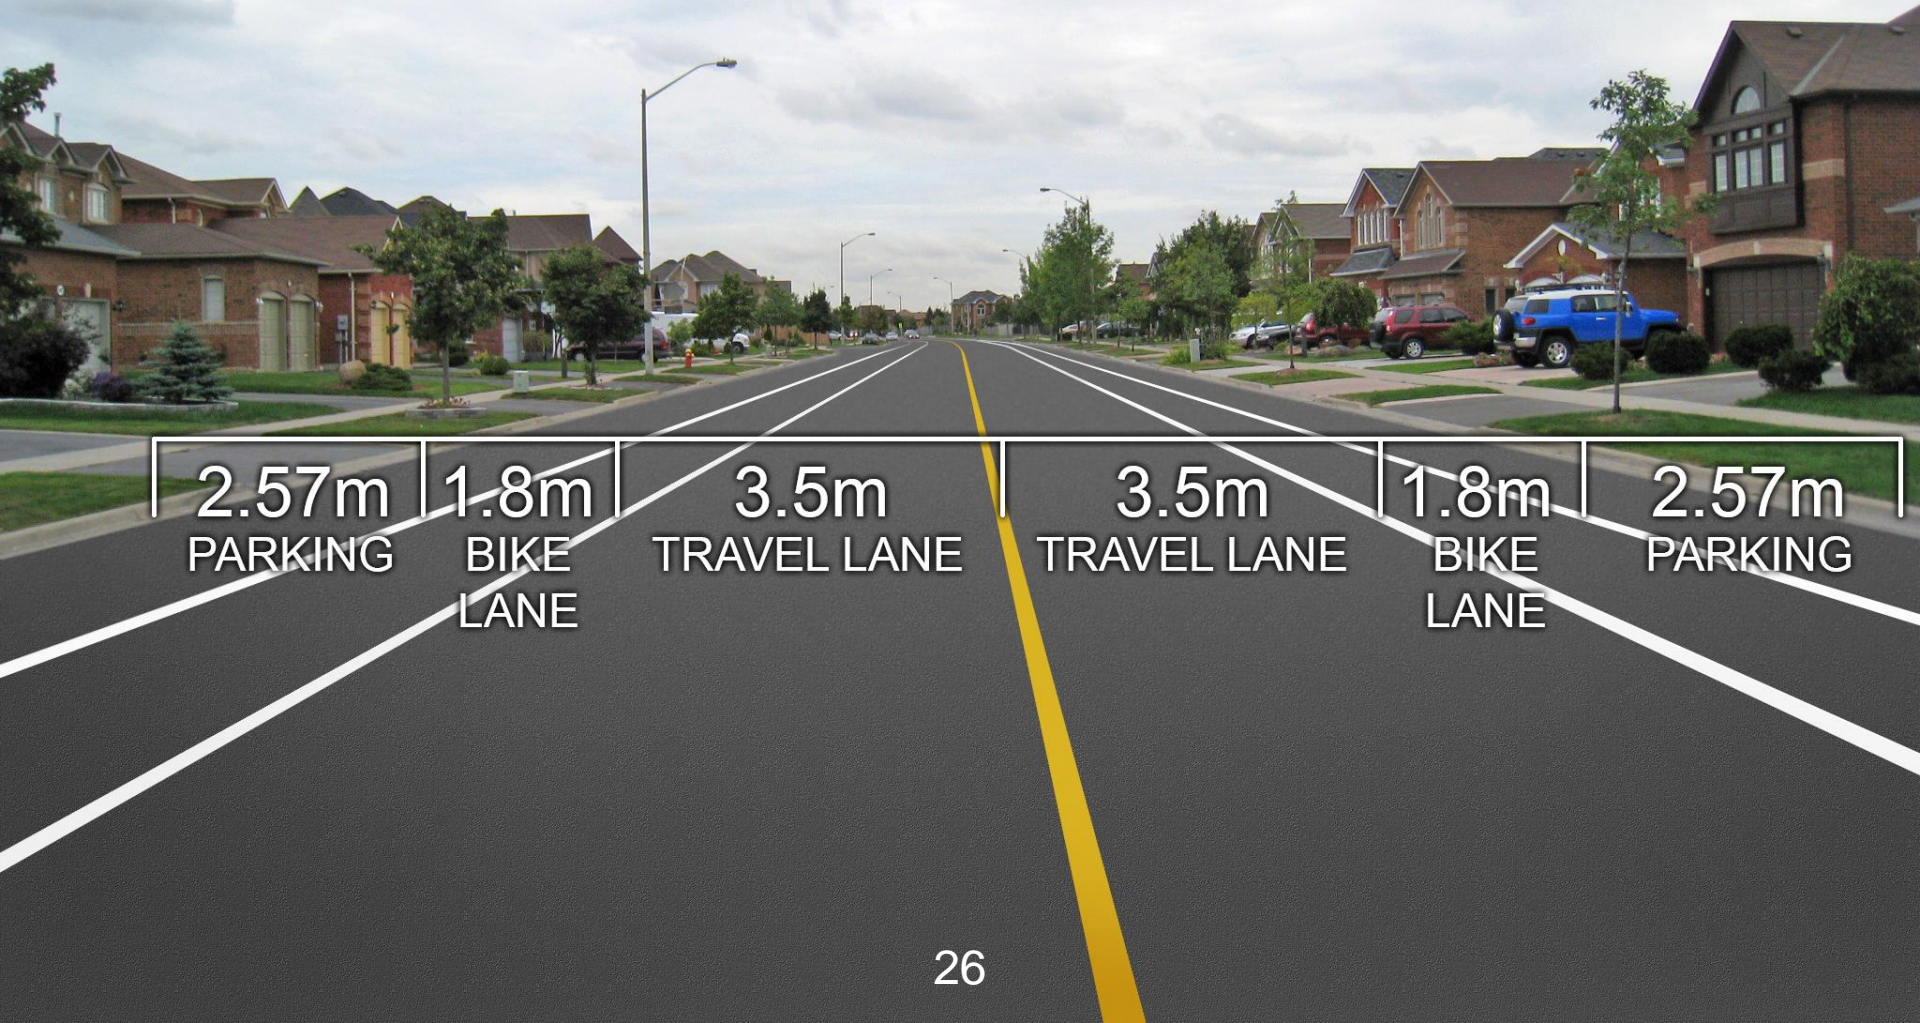 2.57m 1.8m 3.5m 3.5m 1.8m 2.57m
PARKING BIKE TRAVEL LANE TRAVEL LANE BIKE PARKING
LANE LANE
26